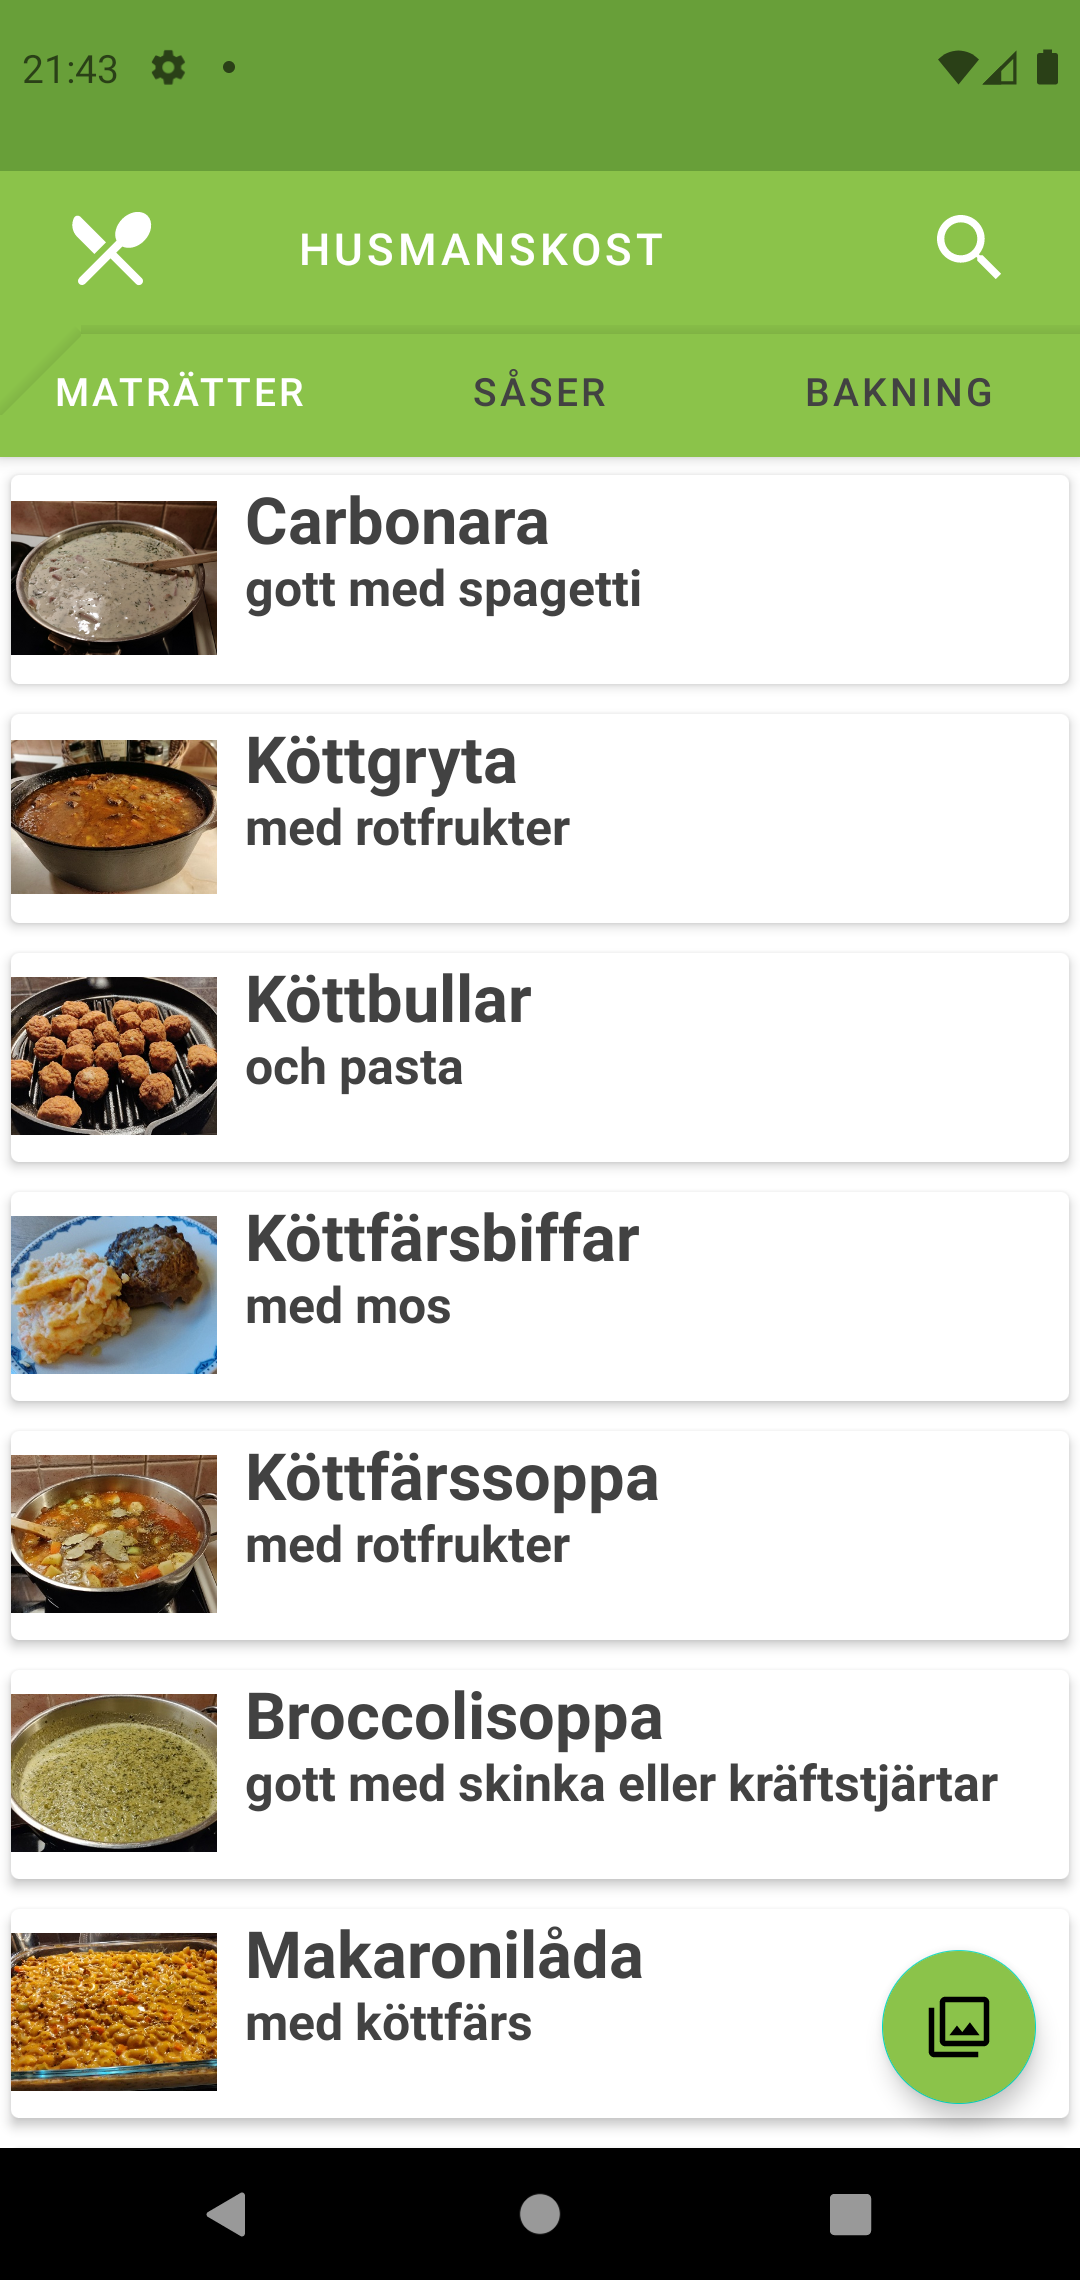 21:43
HUSMANSKOST
MATRÄTTER SÅSER BAKNING
Carbonara
gott med spagetti
Köttgryta
med rotfrukter
Köttbullar
och pasta
Köttfärsbiffar
med mos
Köttfärssoppa
med rotfrukter
Broccolisoppa
gott med skinka eller kräftstjärtar
Makaronilåda
med köttfärs